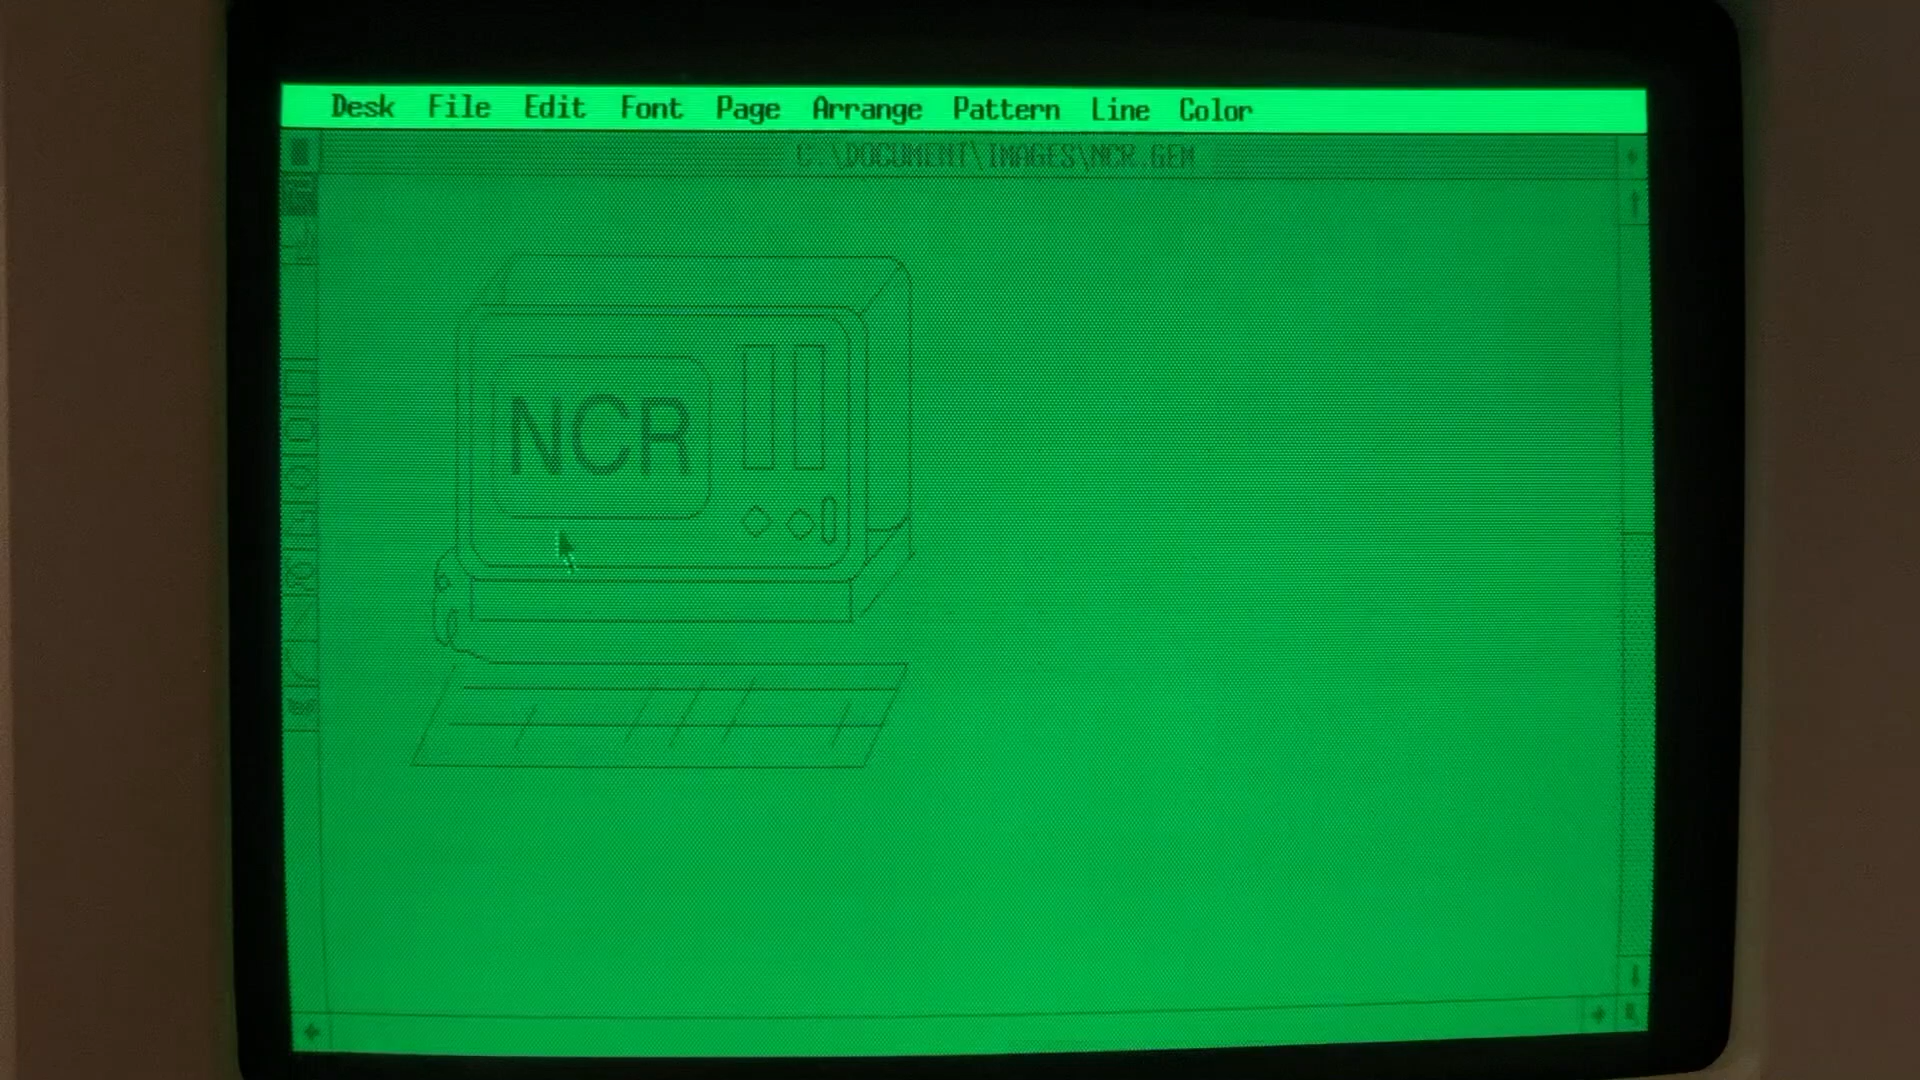 Desk File Edit Font Page Arrange Pattern Line Color
C:\DOCUMENT\IMAGES\NCR.GEM
NCR